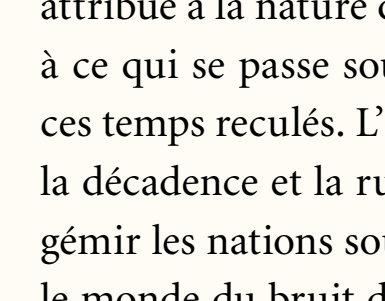 attribue à la nature
à ce qui se passe
ces temps reculés. L’
la décadence et la
gémir les nations
le monde du bruit